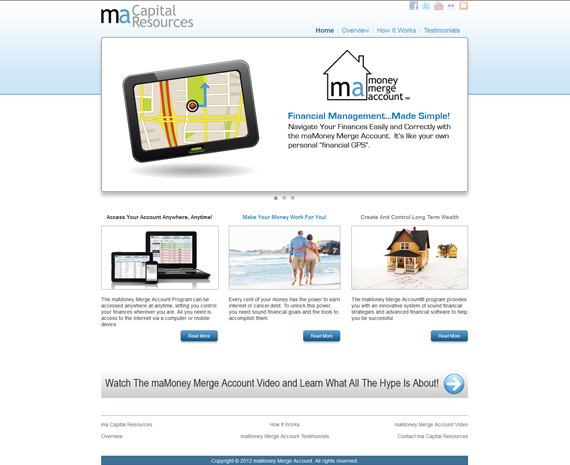 ma Capital
Resources
Home
Overview
How It Works
Testimonials
ma money
merge
account
Financial Management...Made Simple!
Navigate Your Finances Easily and Correctly with
the maMoney Merge Account. It's like your own
personal "financial GPS".
Access Your Account Anywhere, Anytime!
The maMoney Merge Account Program can be
accessed anywhere at anytime, letting you control
your finances wherever you are. All you need is
access to the internet via a computer or mobile
device.
Read More
Make Your Money Work For You!
Every cent of your money has the power to earn
interest or cancel debt. To unlock this power,
you need sound financial goals and the tools to
accomplish them.
Read More
Create And Control Long Term Wealth
The maMoney Merge Account® program provides
you with an innovative system of sound financial
strategies and advanced financial software to help
you be successful
Read More
Watch The maMoney Merge Account Video and Learn What All The Hype Is About!
ma Capital Resources
How It Works
maMoney Merge Account Video
Overview
maMoney Merge Account Testimonials
Contact ma Capital Resources
Copyright © 2012 maMoney Merge Account. All rights reserved